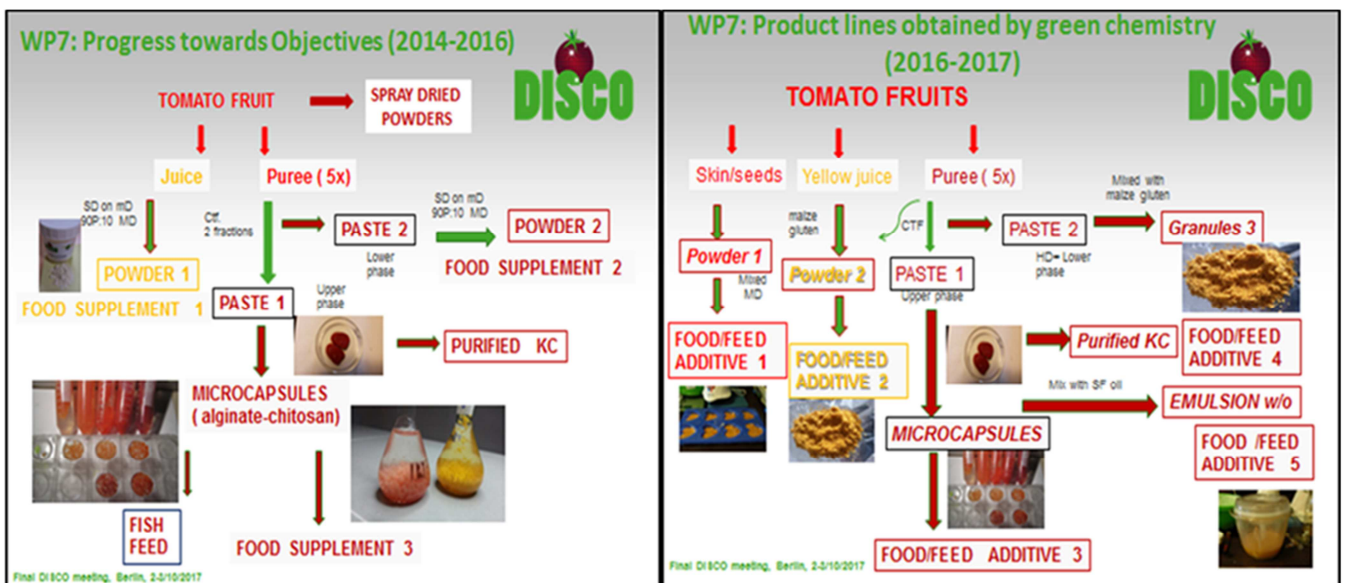 WP7: Progress towards Objectives (2014-2016)
DISCO
TOMATO FRUIT
SPRAY DRIED
POWDERS
Juice
Puree ( 5x)
SD on mD
90P:10 MD
Ctf.
2 fractions
PASTE 2
Lower
phase
SD on mD
90P:10 MD
POWDER 2
FOOD SUPPLEMENT 2
POWDER 1
FOOD SUPPLEMENT 1
PASTE 1
Upper
phase
PURIFIED KC
MICROCAPSULES
( alginate-chitosan)
FISH
FEED
FOOD SUPPLEMENT 3
Final DISCO meeting, Berlin, 2-3/10/2017
WP7: Product lines obtained by green chemistry
(2016-2017)
DISCO
TOMATO FRUITS
Skin/seeds
Yellow juice
Puree ( 5x)
Mixed with
maize gluten
maize
gluten
CTF
PASTE 2
Granules 3
HD= Lower
phase
Powder 1
Mixed
MD
Powder 2
PASTE 1
Upper phase
FOOD/FEED
ADDITIVE 1
FOOD/FEED
ADDITIVE 2
Purified KC
FOOD/FEED
ADDITIVE 4
Mix with SF oil
EMULSION w/o
MICROCAPSULES
FOOD /FEED
ADDITIVE 5
FOOD/FEED ADDITIVE 3
Final DISCO meeting, Berlin, 2-3/10/2017